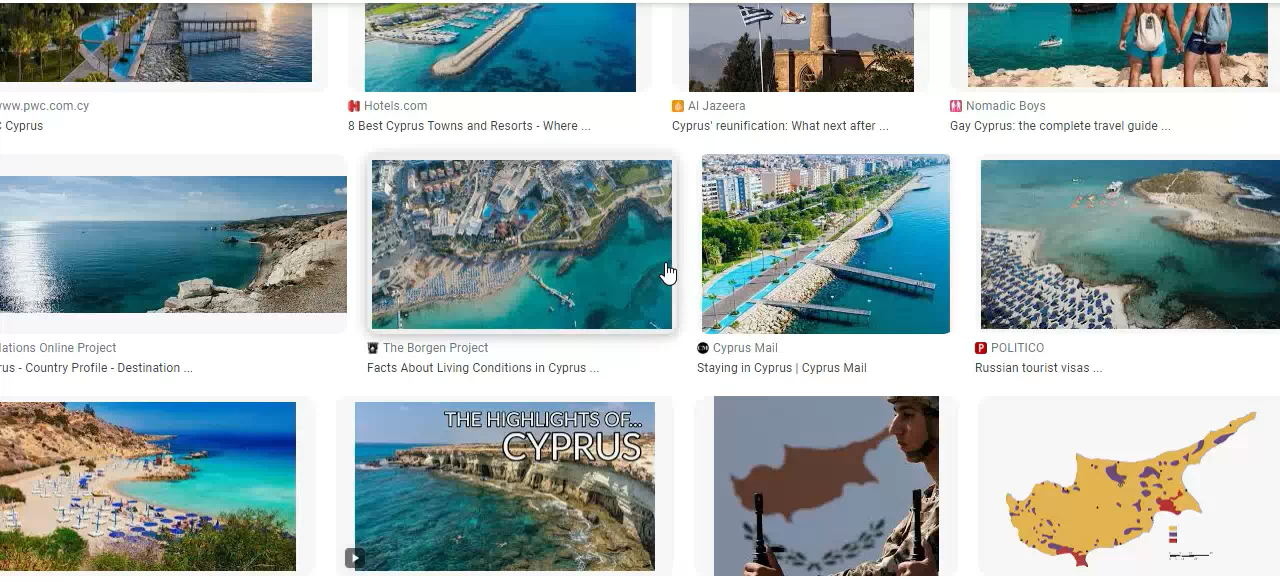 www.pwc.com.cy
Hotels.com
Al Jazeera
Nomadic Boys
C Cyprus
8 Best Cyprus Towns and Resorts - Where ...
Cyprus' reunification: What next after ...
Gay Cyprus: the complete travel guide ...
ations Online Project
The Borgen Project
Cyprus Mail
POLITICO
rus - Country Profile - Destination ...
Facts About Living Conditions in Cyprus ...
Staying in Cyprus | Cyprus Mail
Russian tourist visas ...
THE HIGHLIGHTS OF...
CYPRUS